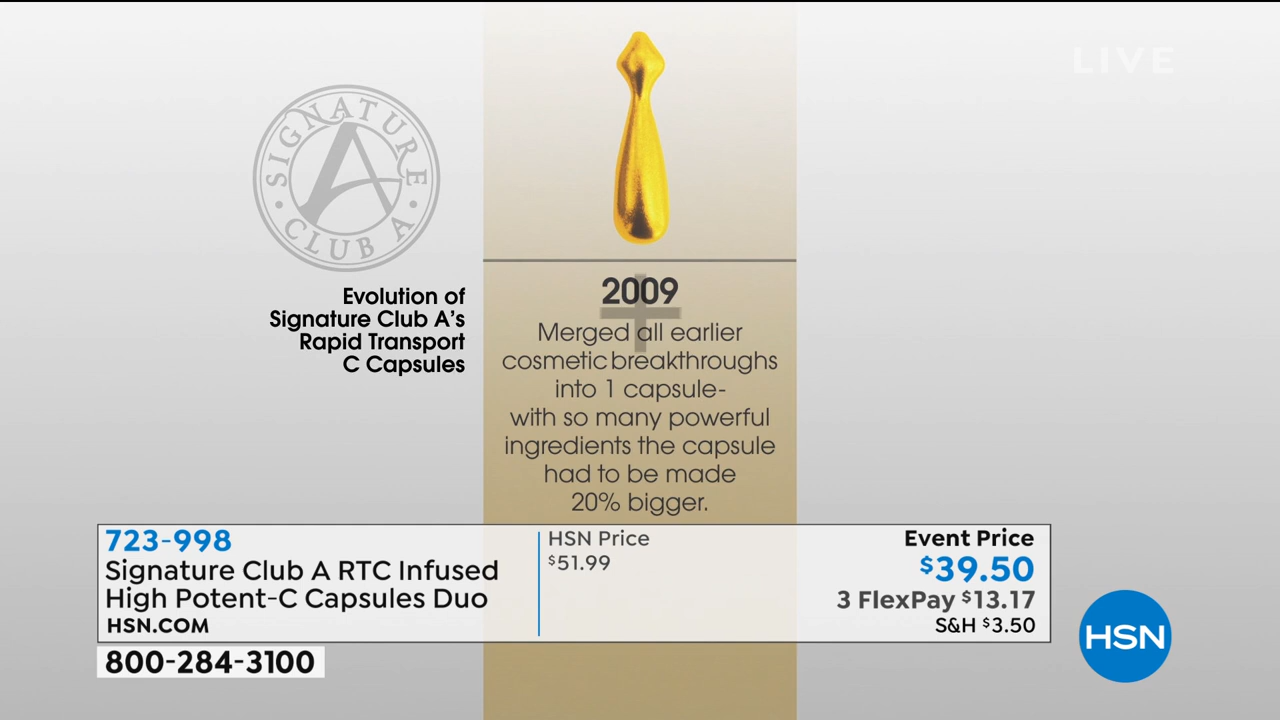 LIVE
SIGNATURE
A
CLUB A
Evolution of
Signature Club A's
Rapid Transport
C Capsules
2009
Merged all earlier
cosmetic breakthroughs
into 1 capsule-
with so many powerful
ingredients the capsule
had to be made
20% bigger.
723-998
Signature Club A RTC Infused
High Potent-C Capsules Duo
HSN.COM
HSN Price
$51.99
Event Price
$39.50
3 FlexPay $13.17
S&H $3.50
800-284-3100
HSN